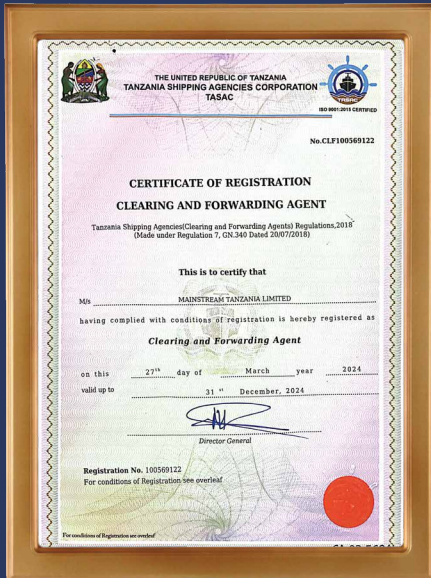 THE UNITED REPUBLIC OF TANZANIA
TANZANIA SHIPPING AGENCIES CORPORATION
TASAC
TASAC
ISO 9001:2015 CERTIFIED
No.CLF100569122
CERTIFICATE OF REGISTRATION
CLEARING AND FORWARDING AGENT
Tanzania Shipping Agencies(Clearing and Forwarding Agents) Regulations,2018
(Made under Regulation 7, GN.340 Dated 20/07/2018)
This is to certify that
M/s MAINSTREAM TANZANIA LIMITED
having complied with conditions of registration is hereby registered as
Clearing and Forwarding Agent
on this 27th day of March year 2024
valid up to 31 st December, 2024
Director General
Registration No. 100569122
For conditions of Registration see overleaf
For conditions of Registration see overleaf